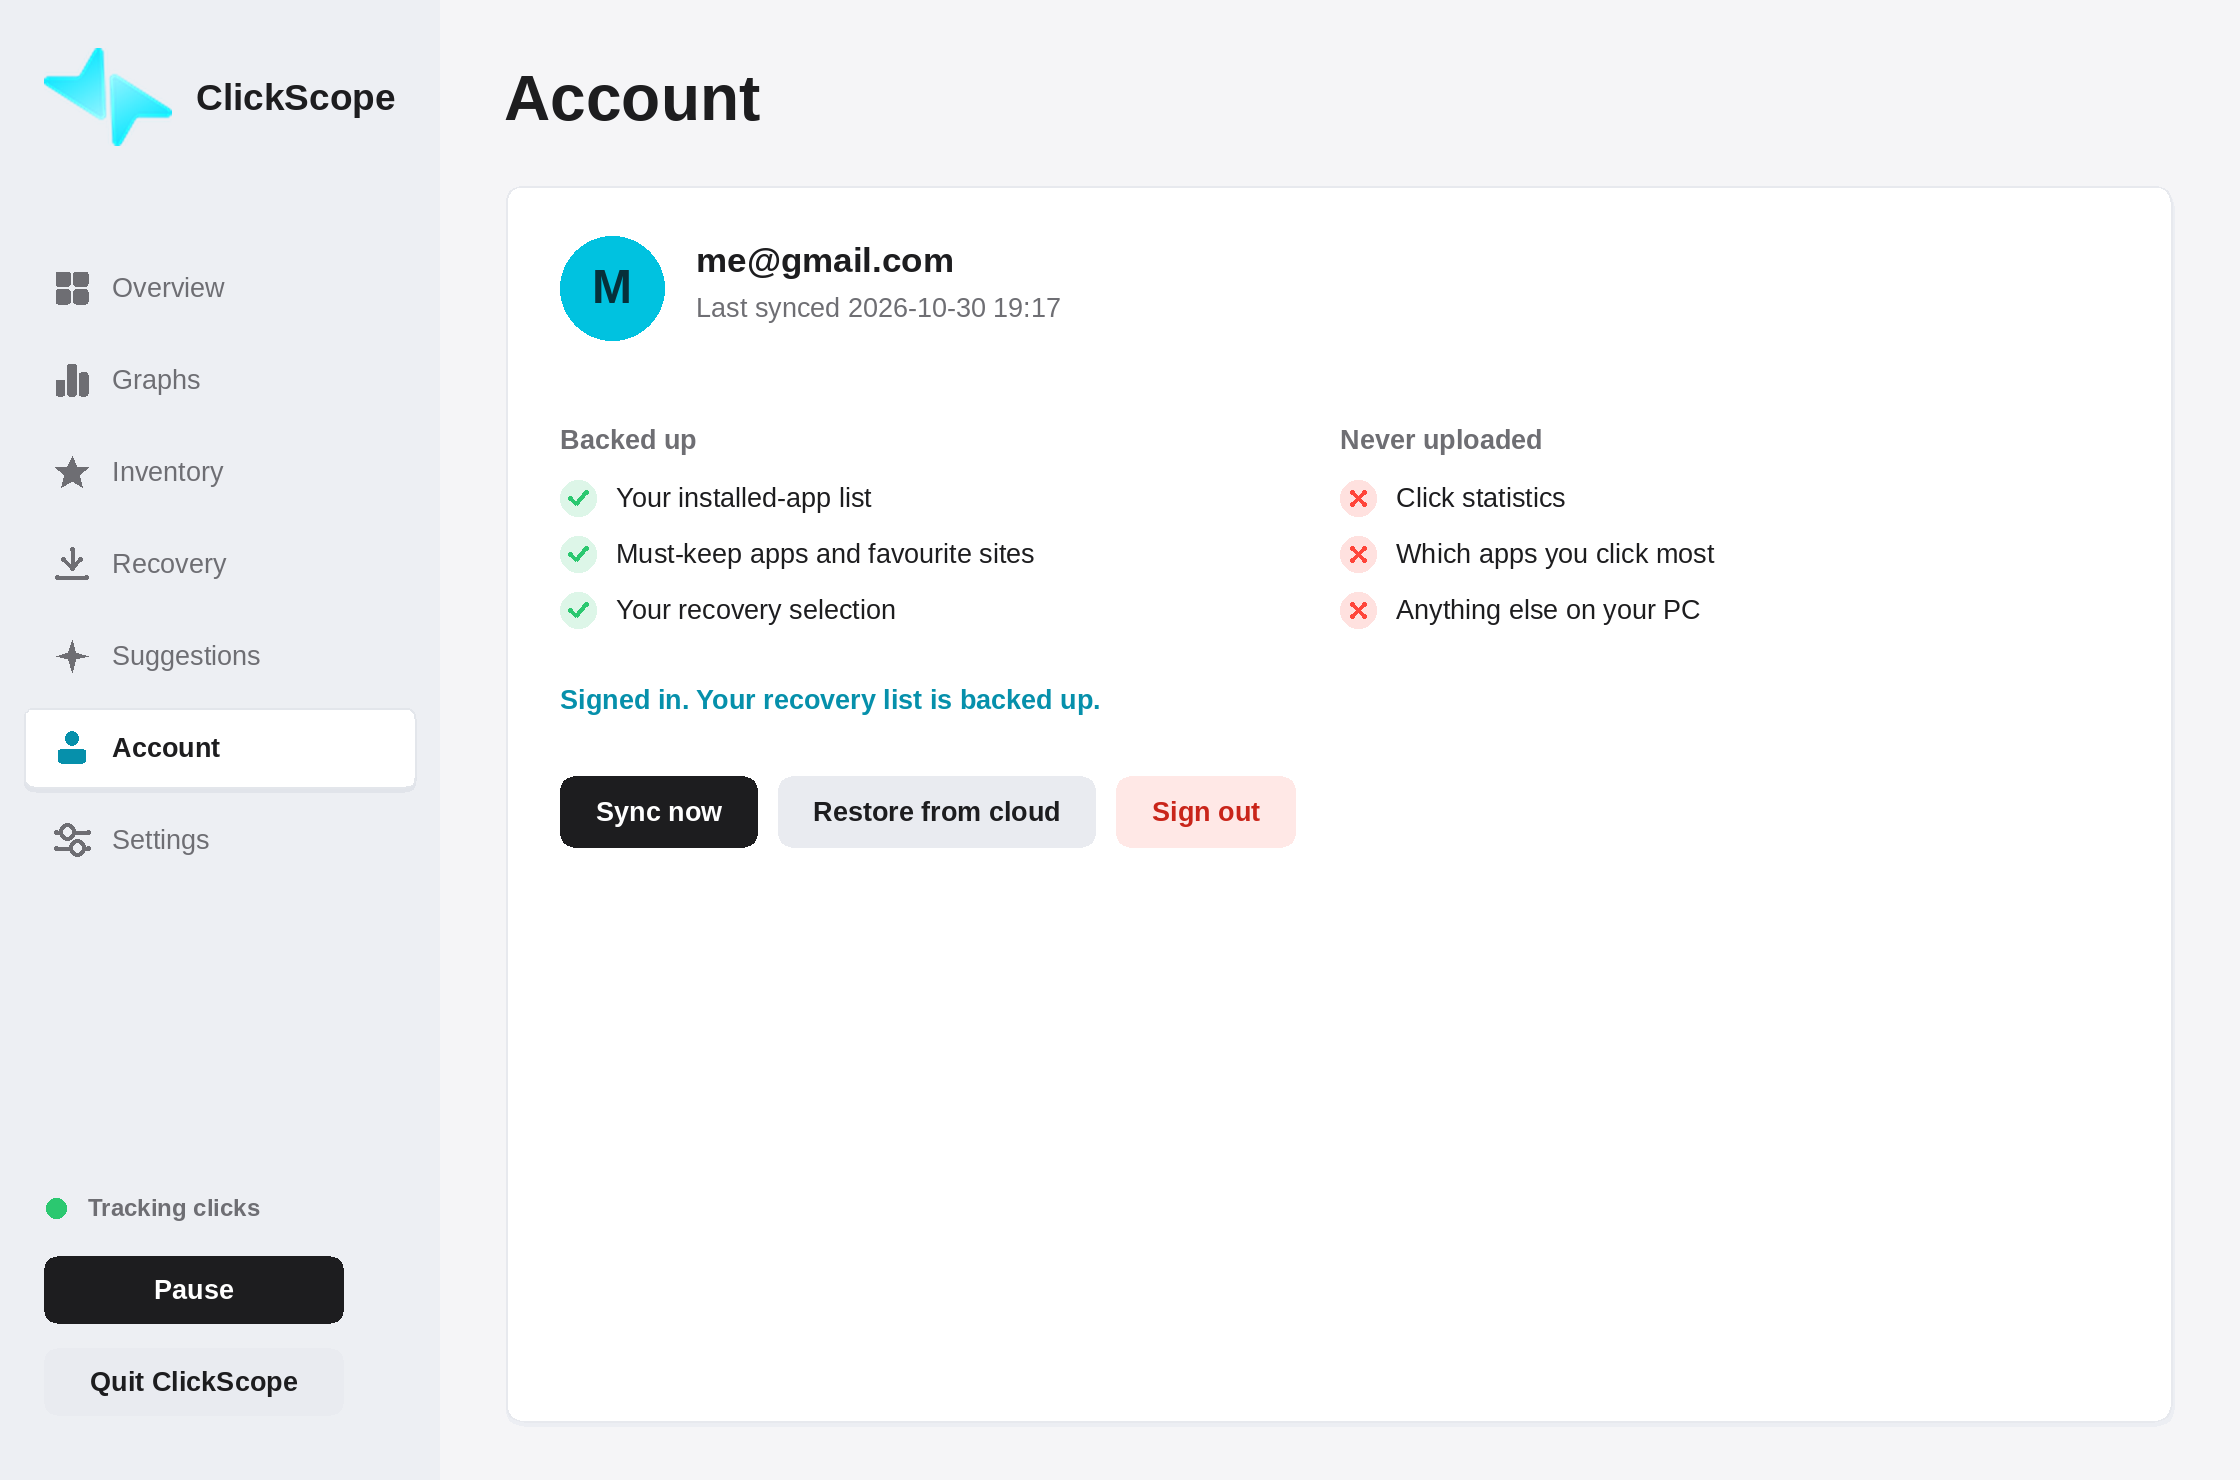 ClickScope
Overview
Graphs
Inventory
Recovery
Suggestions
Account
Settings
Tracking clicks
Pause
Quit ClickScope
Account
M
me@gmail.com
Last synced 2026-10-30 19:17
Backed up
Your installed-app list
Must-keep apps and favourite sites
Your recovery selection
Never uploaded
Click statistics
Which apps you click most
Anything else on your PC
Signed in. Your recovery list is backed up.
Sync now
Restore from cloud
Sign out